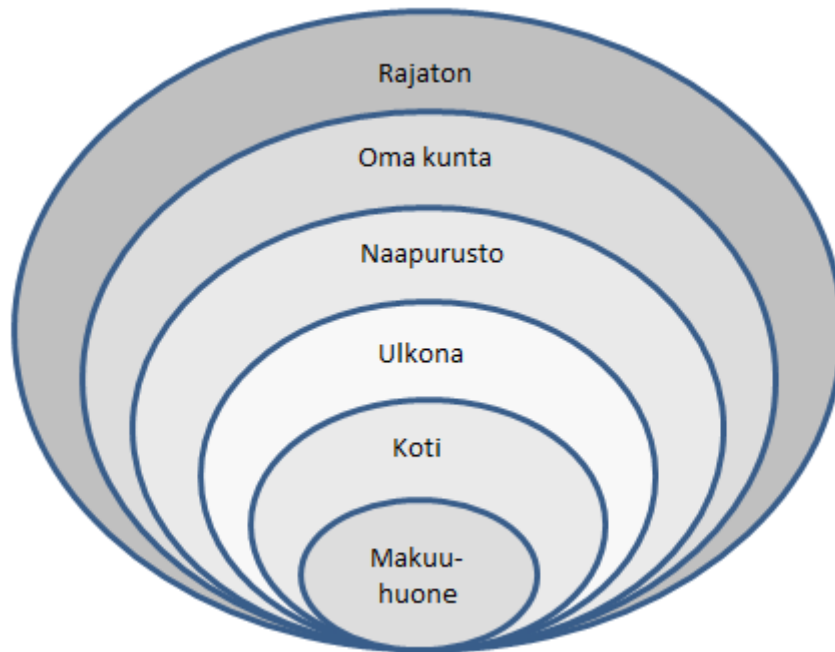 Rajaton
Oma kunta
Naapurusto
Ulkona
Koti
Makuu-
huone